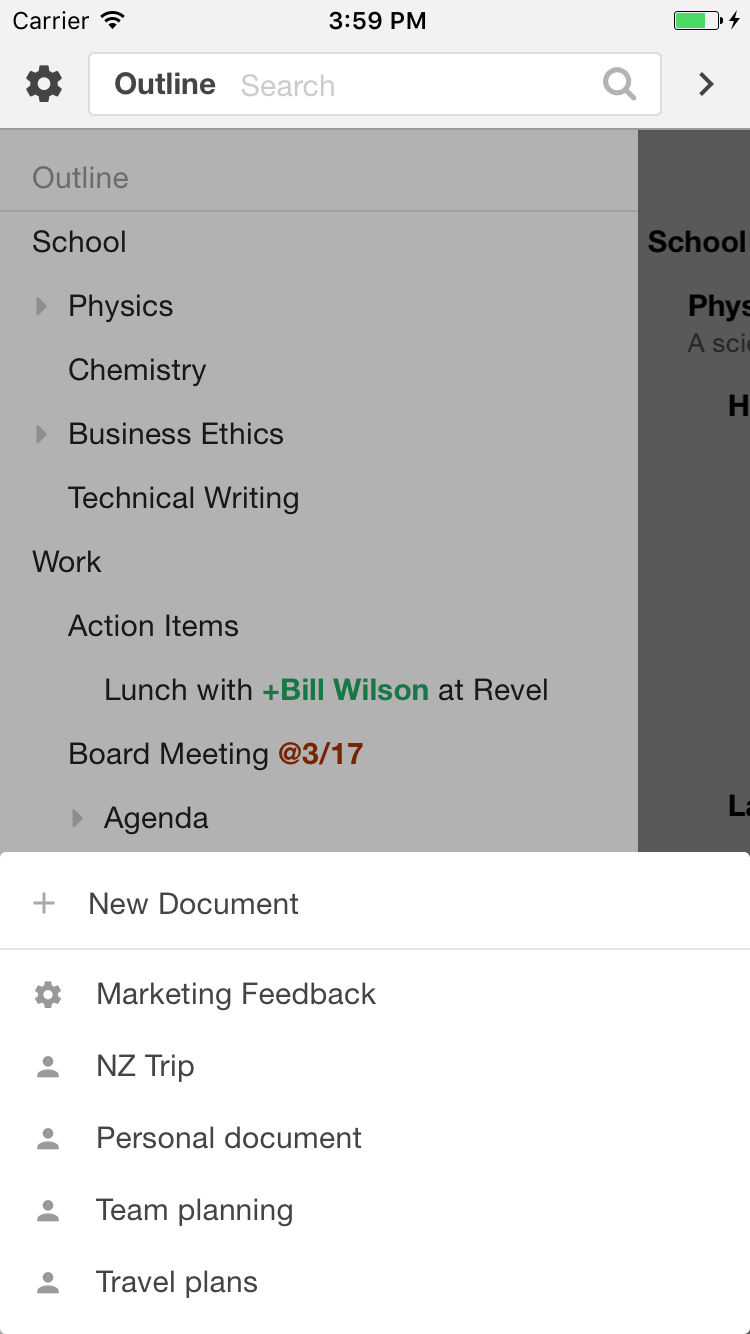 Carrier 3:59 PM
Outline Search
Outline
School School
Physics Phys
A scie
Chemistry
Business Ethics H
Technical Writing
Work
Action Items
Lunch with +Bill Wilson at Revel
Board Meeting @3/17
Agenda La
New Document
Marketing Feedback
NZ Trip
Personal document
Team planning
Travel plans